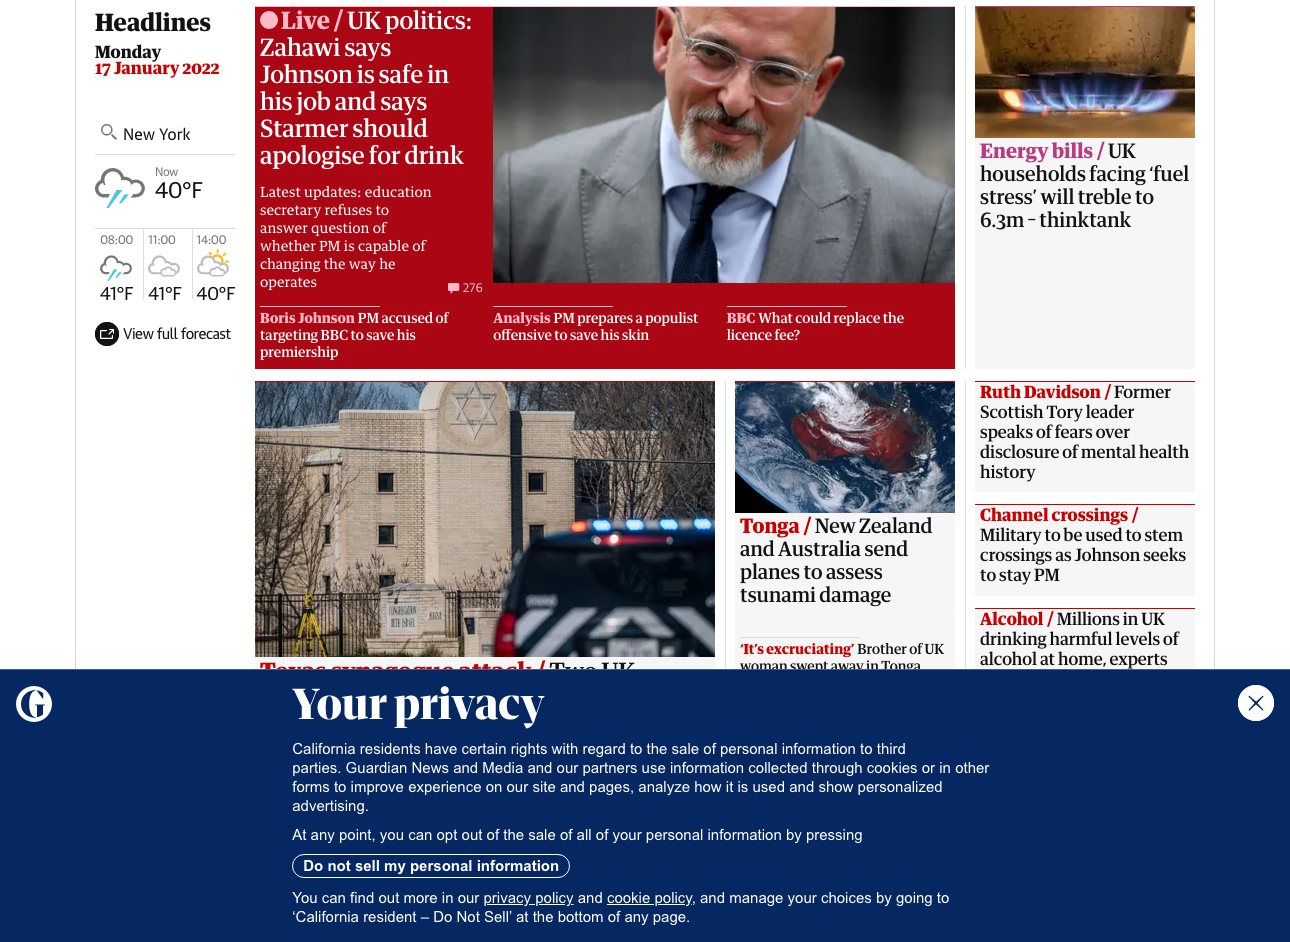 Headlines
Monday
17 January 2022
New York
Now
40°F
08:00
11:00
14:00
41°F
41°F
40°F
View full forecast
Live / UK politics:
Zahawi says
Johnson is safe in
his job and says
Starmer should
apologise for drink
Latest updates: education
secretary refuses to
answer question of
whether PM is capable of
changing the way he
operates
276
Boris Johnson PM accused of
targeting BBC to save his
premiership
Analysis PM prepares a populist
offensive to save his skin
BBC What could replace the
licence fee?
Energy bills / UK
households facing ‘fuel
stress’ will treble to
6.3m – thinktank
CONGREGATION
BETH ISRAEL
Texas synagogue attack / Two UK
Tonga / New Zealand
and Australia send
planes to assess
tsunami damage
‘It’s excruciating’ Brother of UK
woman swept away in Tonga
Ruth Davidson / Former
Scottish Tory leader
speaks of fears over
disclosure of mental health
history
Channel crossings /
Military to be used to stem
crossings as Johnson seeks
to stay PM
Alcohol / Millions in UK
drinking harmful levels of
alcohol at home, experts
G
Your privacy
California residents have certain rights with regard to the sale of personal information to third
parties. Guardian News and Media and our partners use information collected through cookies or in other
forms to improve experience on our site and pages, analyze how it is used and show personalized
advertising.
At any point, you can opt out of the sale of all of your personal information by pressing
Do not sell my personal information
You can find out more in our privacy policy and cookie policy, and manage your choices by going to
‘California resident – Do Not Sell’ at the bottom of any page.